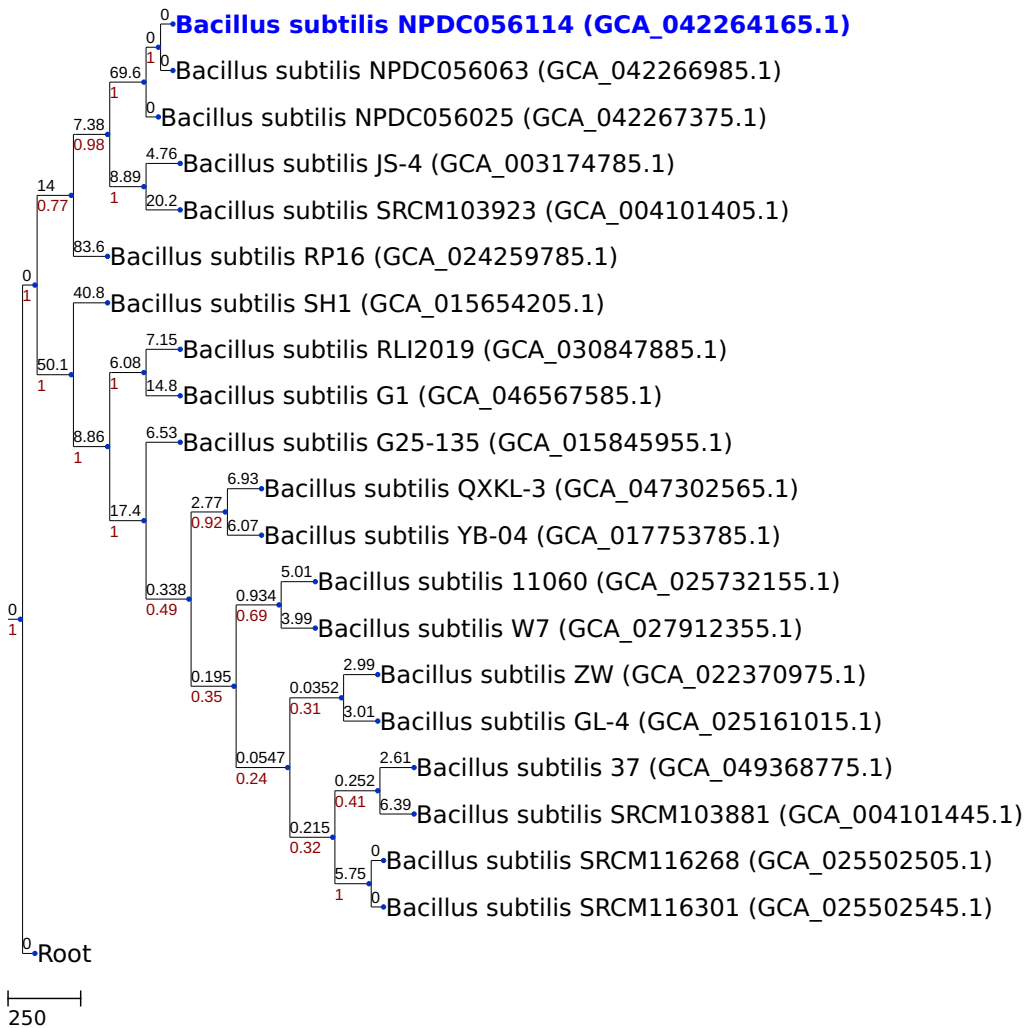 0
Bacillus subtilis NPDC056114 (GCA_042264165.1)
0
1
0
Bacillus subtilis NPDC056063 (GCA_042266985.1)
69.6
1
0
Bacillus subtilis NPDC056025 (GCA_042267375.1)
7.38
0.98
4.76
Bacillus subtilis JS-4 (GCA_003174785.1)
8.89
1
20.2
Bacillus subtilis SRCM103923 (GCA_004101405.1)
14
0.77
83.6
Bacillus subtilis RP16 (GCA_024259785.1)
0
1
40.8
Bacillus subtilis SH1 (GCA_015654205.1)
7.15
Bacillus subtilis RLI2019 (GCA_030847885.1)
50.1
1
6.08
1
14.8
Bacillus subtilis G1 (GCA_046567585.1)
8.86
1
6.53
Bacillus subtilis G25-135 (GCA_015845955.1)
6.93
Bacillus subtilis QXKL-3 (GCA_047302565.1)
17.4
1
2.77
0.92
6.07
Bacillus subtilis YB-04 (GCA_017753785.1)
5.01
Bacillus subtilis 11060 (GCA_025732155.1)
0.338
0.49
0.934
0.69
3.99
Bacillus subtilis W7 (GCA_027912355.1)
0
1
2.99
Bacillus subtilis ZW (GCA_022370975.1)
0.195
0.35
0.0352
0.31
3.01
Bacillus subtilis GL-4 (GCA_025161015.1)
0.0547
0.24
2.61
Bacillus subtilis 37 (GCA_049368775.1)
0.252
0.41
6.39
Bacillus subtilis SRCM103881 (GCA_004101445.1)
0.215
0.32
0
Bacillus subtilis SRCM116268 (GCA_025502505.1)
5.75
1
0
Bacillus subtilis SRCM116301 (GCA_025502545.1)
0
Root
250